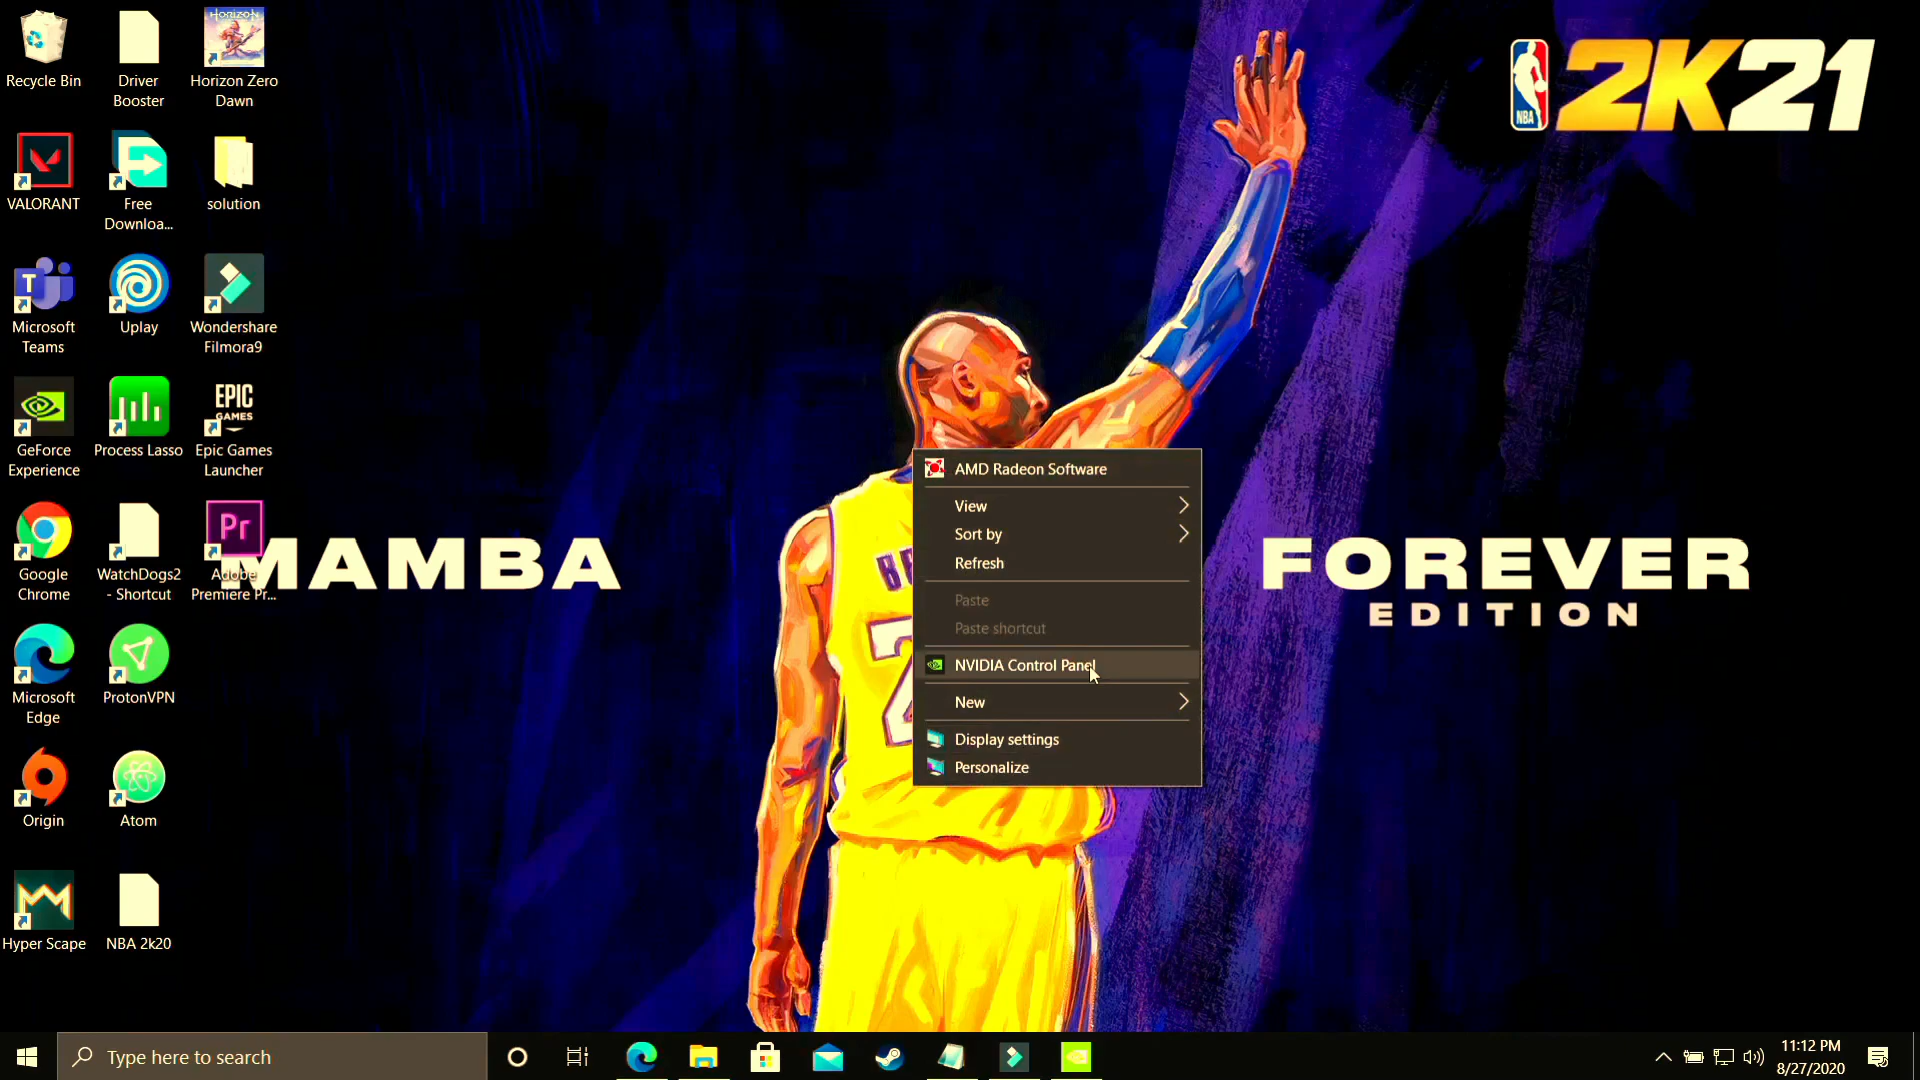 Recycle Bin
Driver
Booster
Horizon Zero
Dawn
VALORANT
Free
Downloa...
solution
Microsoft
Teams
Uplay
Wondershare
Filmora9
GeForce
Experience
Process Lasso
EPIC
GAMES
Epic Games
Launcher
Google
Chrome
WatchDogs2
- Shortcut
Pr
Adobe
Premiere Pr...
Microsoft
Edge
ProtonVPN
Origin
Atom
Hyper Scape
NBA 2k20
HORIZON
T
NBA
2K21
MAMBA
FOREVER
EDITION
AMD Radeon Software
View
Sort by
Refresh
Paste
Paste shortcut
NVIDIA Control Panel
New
Display settings
Personalize
Type here to search
11:12 PM
8/27/2020